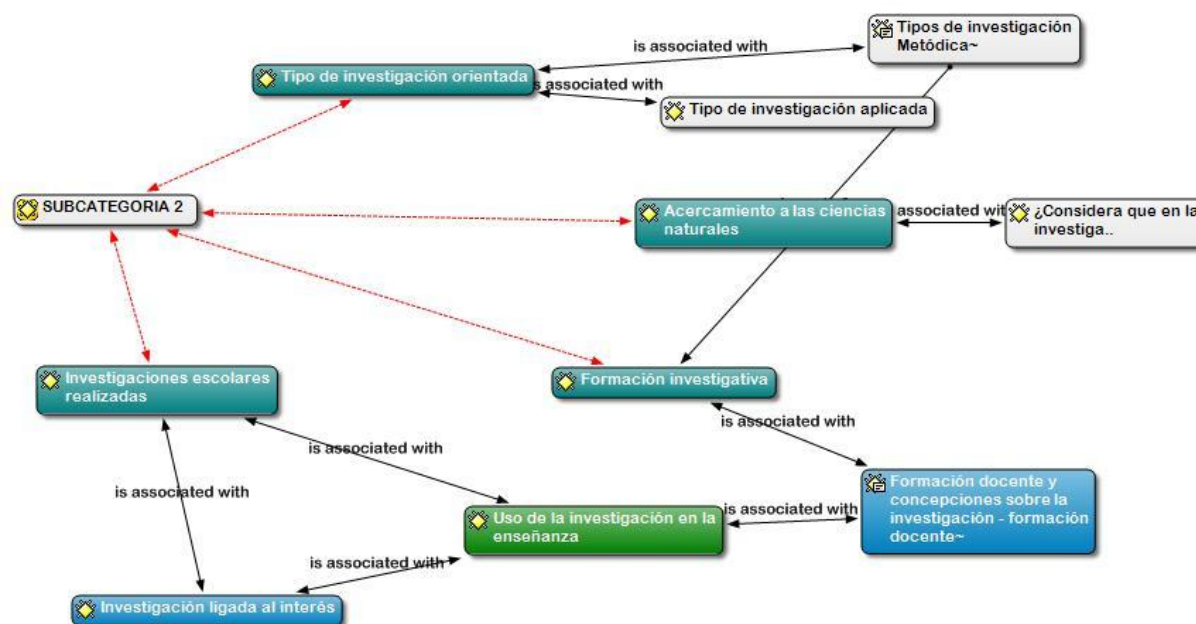 Tipos de investigación
Metódica~
is associated with
Tipo de investigación orientada
is associated with
Tipo de investigación aplicada
SUBCATEGORIA 2
Acercamiento a las ciencias
naturales
associated wit
¿Considera que en la
investiga..
Investigaciones escolares
realizadas
Formación investigativa
is associated with
is associated with
is associated with
Formación docente y
concepciones sobre la
investigación - formación
docente~
is associated with
Uso de la investigación en la
enseñanza
is associated with
Investigación ligada al interés